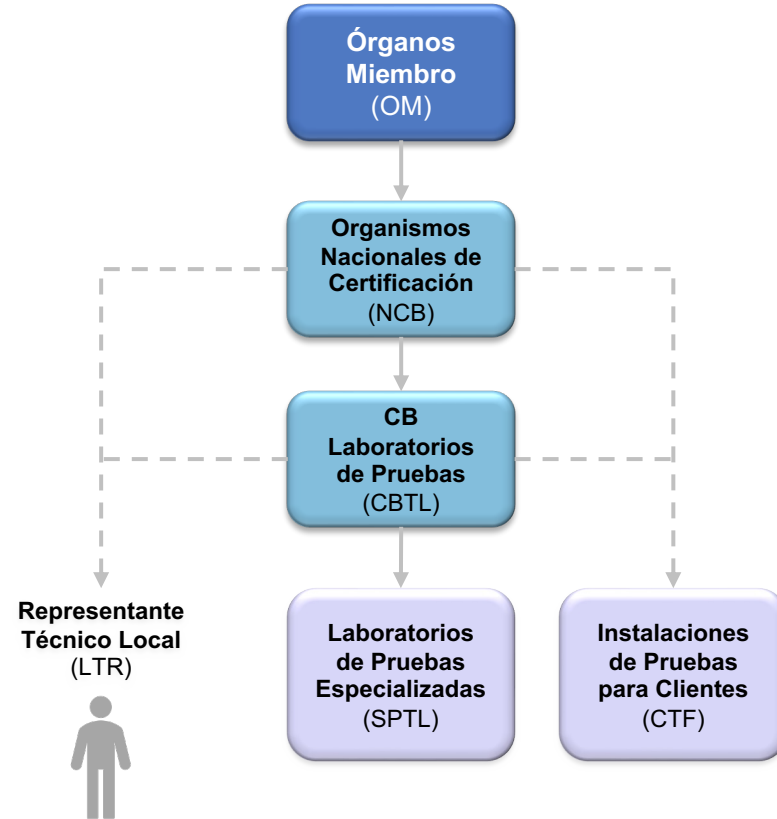 Órganos
Miembro
(OM)
Organismos
Nacionales de
Certificación
(NCB)
CB
Laboratorios
de Pruebas
(CBTL)
Representante
Técnico Local
(LTR)
Laboratorios
de Pruebas
Especializadas
(SPTL)
Instalaciones
de Pruebas
para Clientes
(CTF)